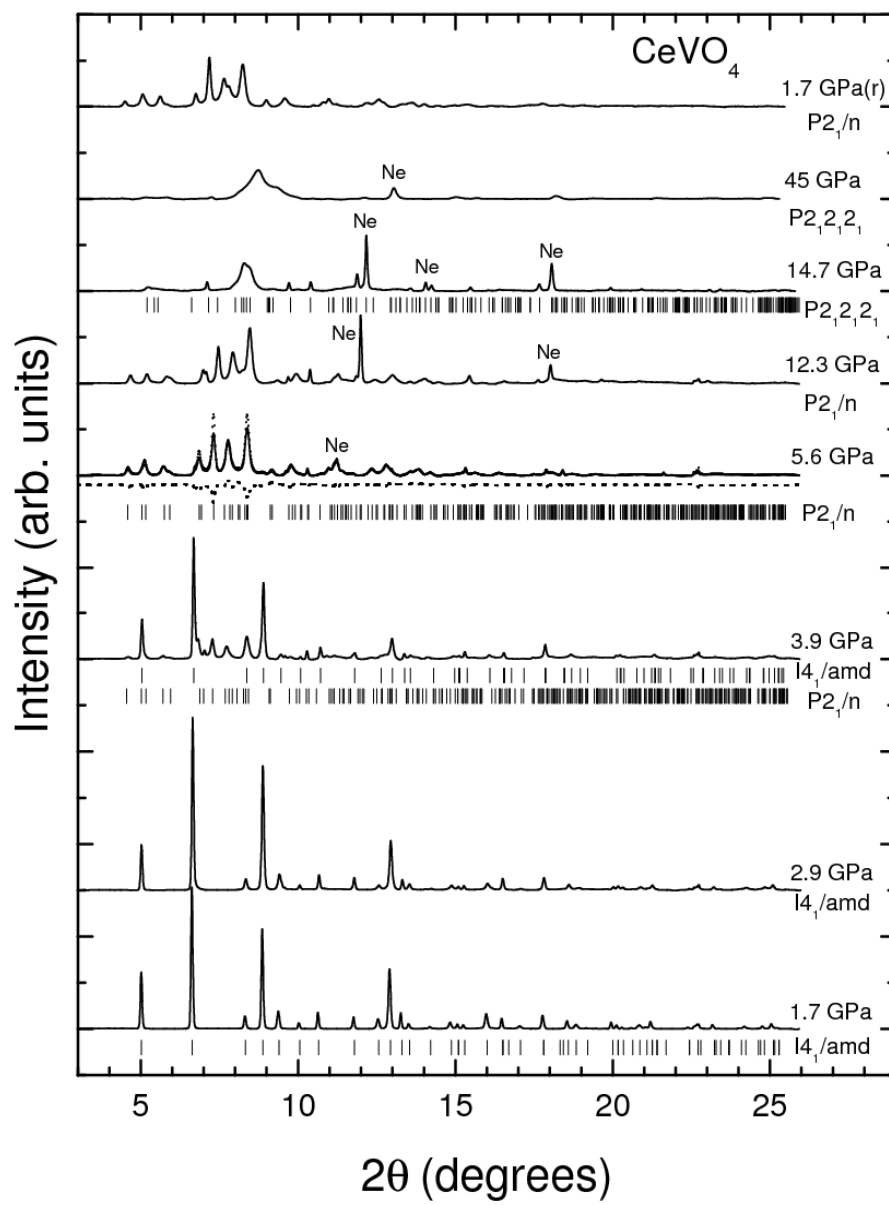 CeVO₄
1.7 GPa(r)
P2₁/n
Ne
45 GPa
P2₁2₁2₁
Ne
Ne
Ne
14.7 GPa
P2₁2₁2₁
Ne
Ne
12.3 GPa
P2₁/n
Ne
5.6 GPa
P2₁/n
3.9 GPa
I4₁/amd
P2₁/n
2.9 GPa
I4₁/amd
1.7 GPa
I4₁/amd
Intensity (arb. units)
5 10 15 20 25
2θ (degrees)